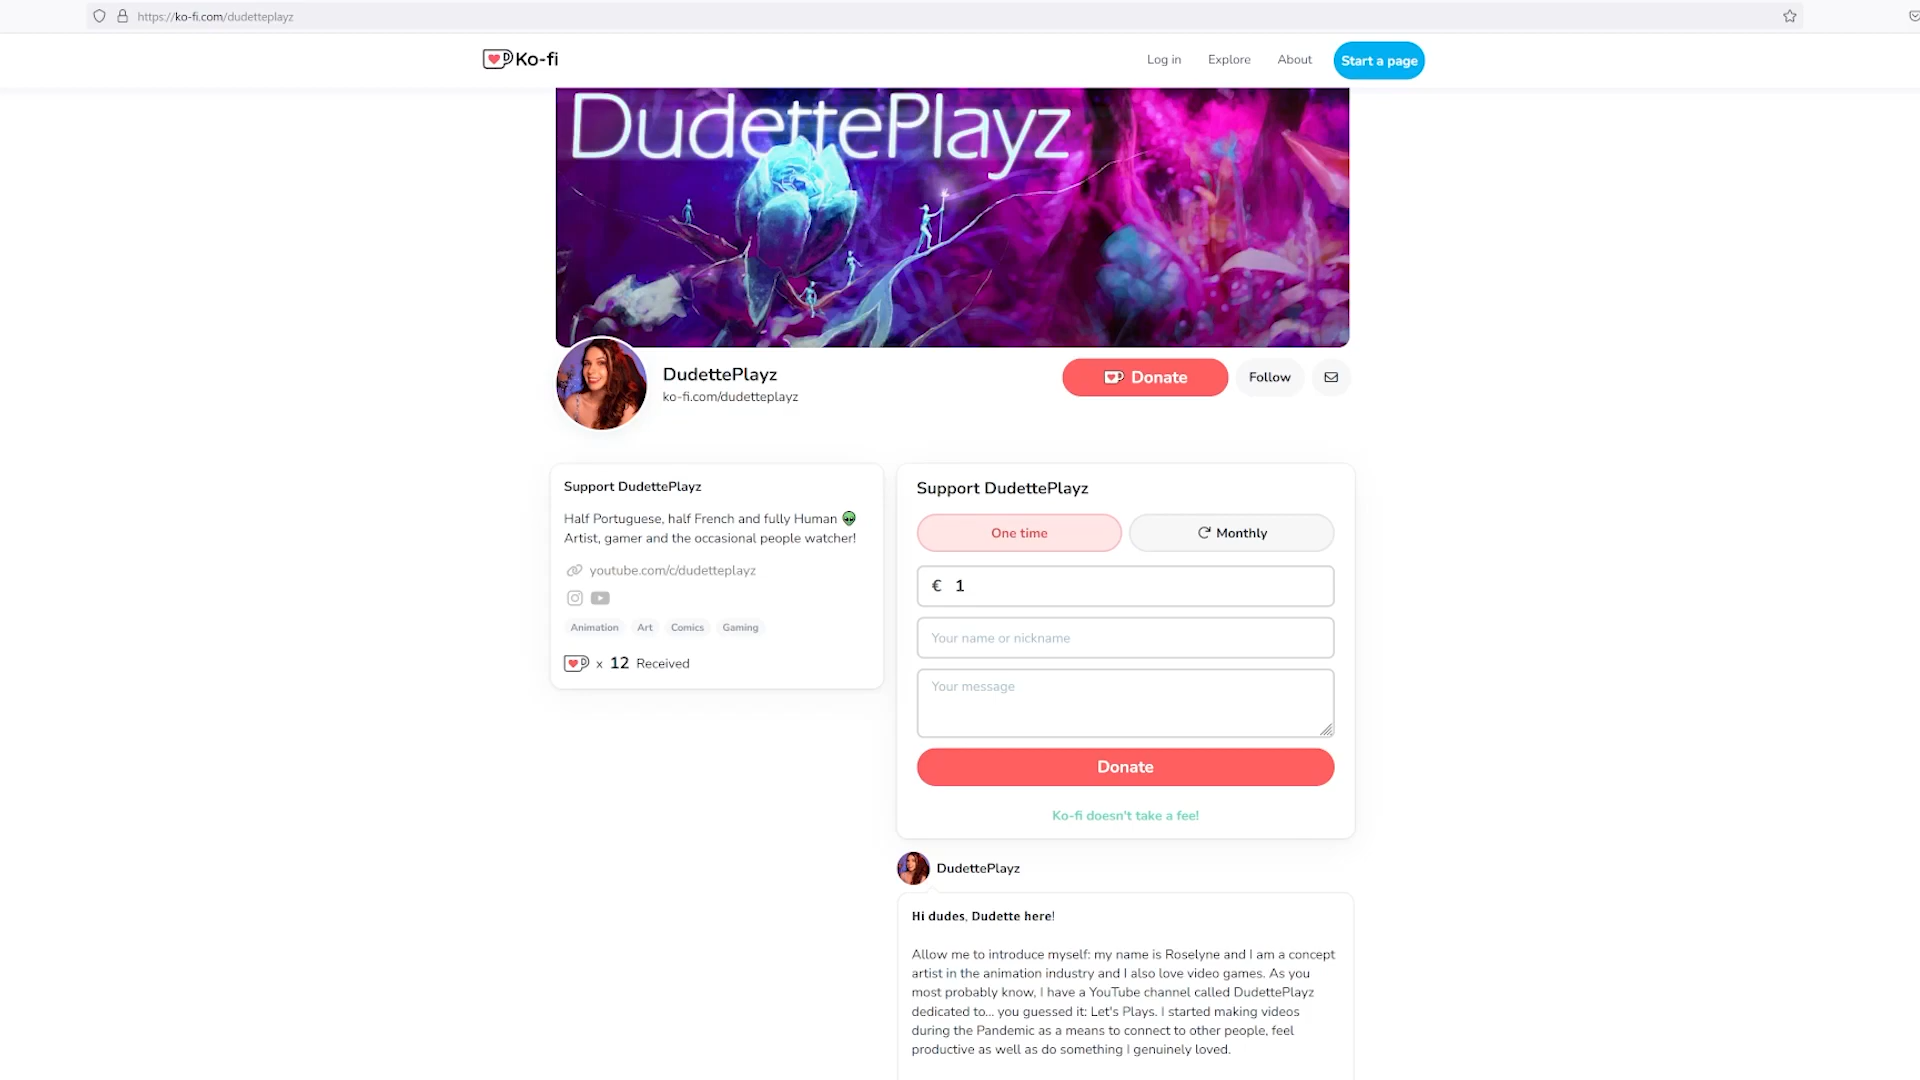 https://ko-fi.com/dudetteplayz
Ko-fi
Log in
Explore
About
Start a page
DudettePlayz
DudettePlayz
ko-fi.com/dudetteplayz
Donate
Follow
Support DudettePlayz
Half Portuguese, half French and fully Human 👽
Artist, gamer and the occasional people watcher!
youtube.com/c/dudetteplayz
Animation
Art
Comics
Gaming
x 12 Received
Support DudettePlayz
One time
Monthly
€ 1
Your name or nickname
Your message
Donate
Ko-fi doesn't take a fee!
DudettePlayz
Hi dudes, Dudette here!
Allow me to introduce myself: my name is Roselyne and I am a concept
artist in the animation industry and I also love video games. As you
most probably know, I have a YouTube channel called DudettePlayz
dedicated to... you guessed it: Let's Plays. I started making videos
during the Pandemic as a means to connect to other people, feel
productive as well as do something I genuinely loved.